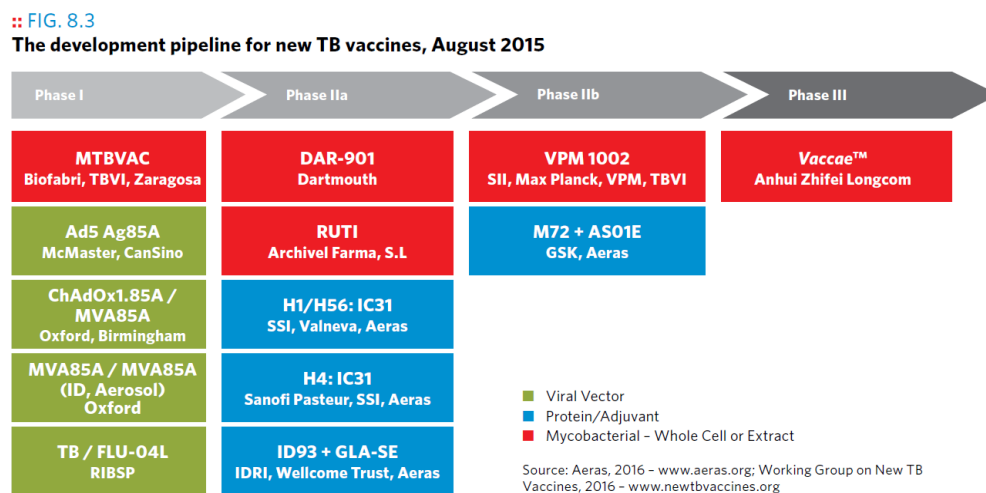 :: FIG. 8.3
The development pipeline for new TB vaccines, August 2015
Phase I
Phase IIa
Phase IIb
Phase III
MTBVAC
Biofabri, TBVI, Zaragosa
Ad5 Ag85A
McMaster, CanSino
ChAdOx1.85A /
MVA85A
Oxford, Birmingham
MVA85A / MVA85A
(ID, Aerosol)
Oxford
TB / FLU-04L
RIBSP
DAR-901
Dartmouth
RUTI
Archivel Farma, S.L
H1/H56: IC31
SSI, Valneva, Aeras
H4: IC31
Sanofi Pasteur, SSI, Aeras
ID93 + GLA-SE
IDRI, Wellcome Trust, Aeras
VPM 1002
SII, Max Planck, VPM, TBVI
M72 + AS01E
GSK, Aeras
Vaccae™
Anhui Zhifei Longcom
Viral Vector
Protein/Adjuvant
Mycobacterial – Whole Cell or Extract
Source: Aeras, 2016 – www.aeras.org; Working Group on New TB
Vaccines, 2016 – www.newtbvaccines.org